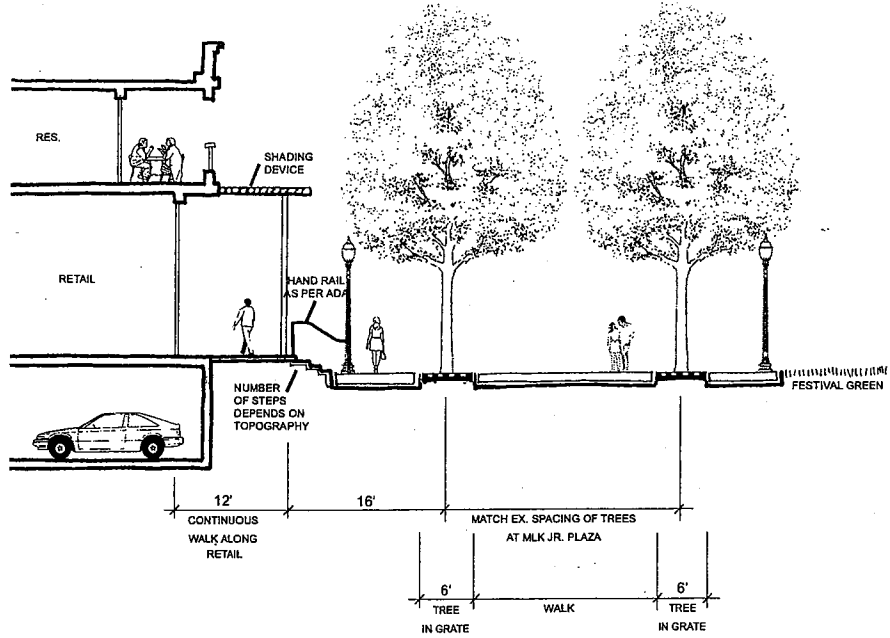 RES.
SHADING
DEVICE
RETAIL
HAND RAIL
AS PER ADA
NUMBER
OF STEPS
DEPENDS ON
TOPOGRAPHY
FESTIVAL GREEN
12'
CONTINUOUS
WALK ALONG
RETAIL
16'
MATCH EX. SPACING OF TREES
AT MLK JR. PLAZA
6'
TREE
IN GRATE
WALK
6'
TREE
IN GRATE